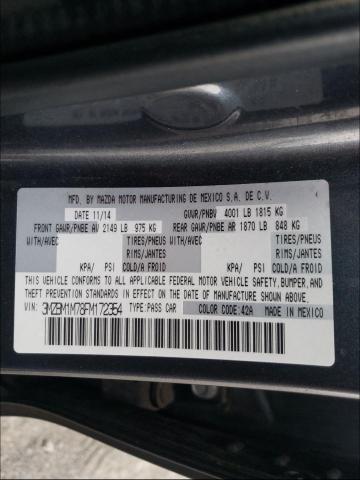 MFD. BY MAZDA MOTOR MANUFACTURING DE MEXICO S.A. DE C.V.
DATE 11/14 GVWR/PNBV 4001 LB 1815 KG
FRONT GAWR/PNBE AV 2149 LB 975 KG REAR GAWR/PNBE AR 1870 LB 848 KG
WITH/AVEC TIRES/PNEUS WITH/AVEC TIRES/PNEUS
RIMS/JANTES RIMS/JANTES
KPA/ PSI COLD/A FROID KPA/ PSI COLD/A FROID
THIS VEHICLE CONFORMS TO ALL APPLICABLE FEDERAL MOTOR VEHICLE SAFETY, BUMPER, AND
THEFT PREVENTION STANDARDS IN EFFECT ON THE DATE OF MANUFACTURE SHOWN ABOVE.
VIN: 3MZBM1M78FM172354 TYPE: PASS CAR COLOR CODE: 42A MADE IN MEXICO